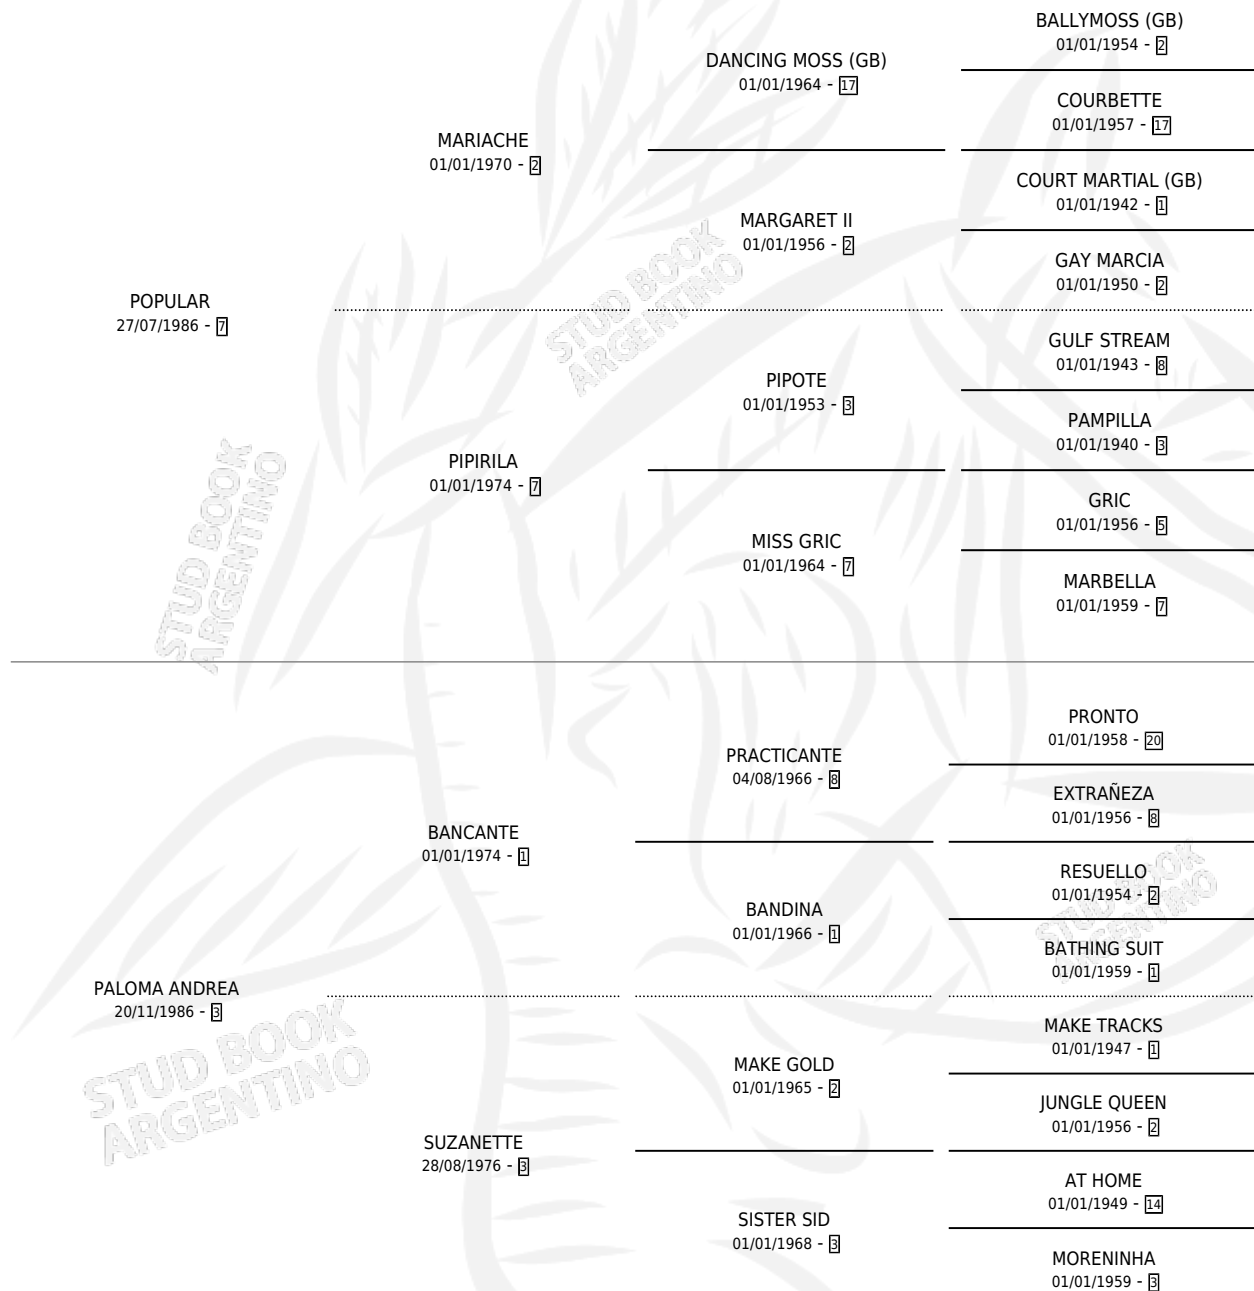 BALLYMOSS (GB)
01/01/1954 - 2
DANCING MOSS (GB)
01/01/1964 - 17
COURBETTE
01/01/1957 - 17
MARIACHE
01/01/1970 - 2
COURT MARTIAL (GB)
01/01/1942 - 1
MARGARET II
01/01/1956 - 2
GAY MARCIA
01/01/1950 - 2
POPULAR
27/07/1986 - 7
GULF STREAM
01/01/1943 - 8
PIPOTE
01/01/1953 - 3
PAMPILLA
01/01/1940 - 3
PIPIRILA
01/01/1974 - 7
GRIC
01/01/1956 - 5
MISS GRIC
01/01/1964 - 7
MARBELLA
01/01/1959 - 7
PRONTO
01/01/1958 - 20
PRACTICANTE
04/08/1966 - 8
EXTRAÑEZA
01/01/1956 - 8
BANCANTE
01/01/1974 - 1
RESUELLO
01/01/1954 - 2
BANDINA
01/01/1966 - 1
BATHING SUIT
01/01/1959 - 1
PALOMA ANDREA
20/11/1986 - 3
MAKE TRACKS
01/01/1947 - 1
MAKE GOLD
01/01/1965 - 2
JUNGLE QUEEN
01/01/1956 - 2
SUZANETTE
28/08/1976 - 3
AT HOME
01/01/1949 - 14
SISTER SID
01/01/1968 - 3
MORENINHA
01/01/1959 - 3
STUD BOOK
ARGENTINO
STUD BOOK
ARGENTINO
STUD BOOK
ARGENTINO
STUD BOOK
ARGENTINO